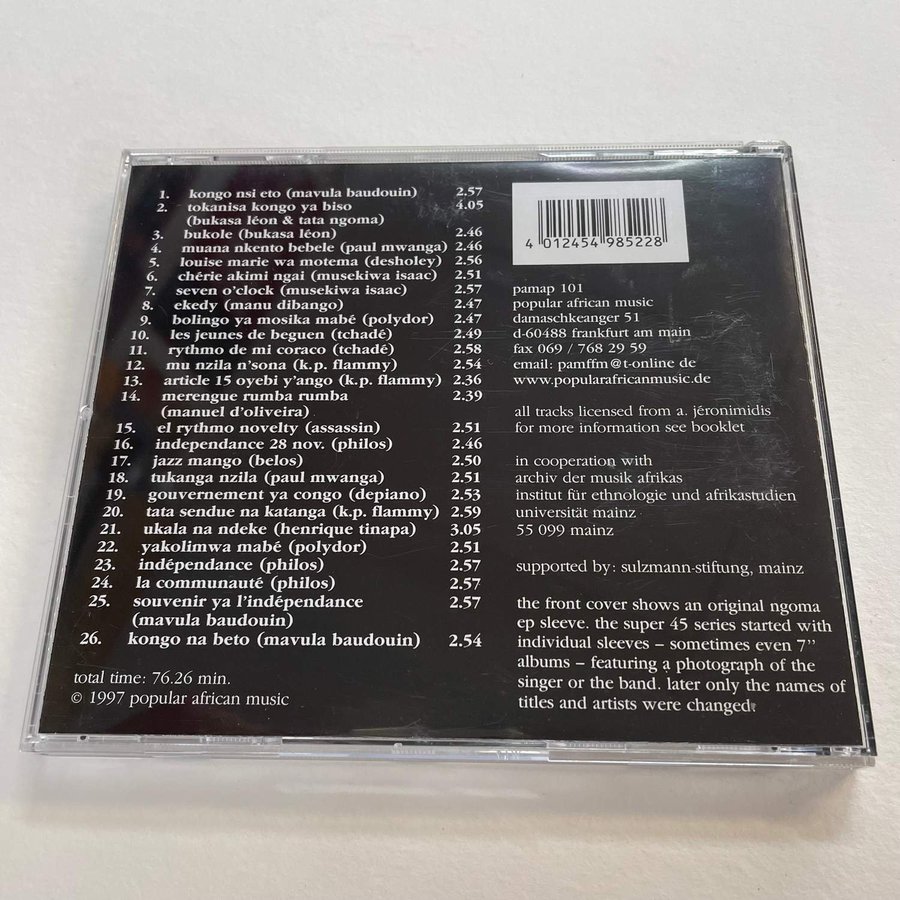 1. kongo nsi eto (mavula baudouin) 2.57
2. tokanisa kongo ya biso 4.05
(bukasa léon & tata ngoma)
3. bukole (bukasa léon) 2.46
4. muana nkento bebele (paul mwanga) 2.46
5. louise marie wa motema (desholey) 2.56
6. chérie akimi ngai (musekiwa isaac) 2.51
7. seven o'clock (musekiwa isaac) 2.57
8. ekedy (manu dibango) 2.47
9. bolingo ya mosika mabé (polydor) 2.47
10. les jeunes de beguen (tchadé) 2.49
11. rythmo de mi coraco (tchadé) 2.58
12. mu nzila n'sona (k.p. flammy) 2.54
13. article 15 oyebi y'ango (k.p. flammy) 2.36
14. merengue rumba rumba 2.39
(manuel d'oliveira)
15. el rythmo novelty (assassin) 2.51
16. independance 28 nov. (philos) 2.46
17. jazz mango (belos) 2.50
18. tukanga nzila (paul mwanga) 2.51
19. gouvernement ya congo (depiano) 2.53
20. tata sendue na katanga (k.p. flammy) 2.59
21. ukala na ndeke (henrique tinapa) 3.05
22. yakolimwa mabé (polydor) 2.51
23. indépendance (philos) 2.57
24. la communauté (philos) 2.57
25. souvenir ya l'indépendance 2.57
(mavula baudouin)
26. kongo na beto (mavula baudouin) 2.54
total time: 76.26 min.
© 1997 popular african music
4 012454 985228
pamap 101
popular african music
damaschkeanger 51
d-60488 frankfurt am main
fax 069 / 768 29 59
email: pamffm@t-online de
www.popularafricanmusic.de
all tracks licensed from a. jéronimidis
for more information see booklet
in cooperation with
archiv der musik afrikas
institut für ethnologie und afrikastudien
universität mainz
55 099 mainz
supported by: sulzmann-stiftung, mainz
the front cover shows an original ngoma
ep sleeve. the super 45 series started with
individual sleeves – sometimes even 7"
albums – featuring a photograph of the
singer or the band. later only the names of
titles and artists were changed.